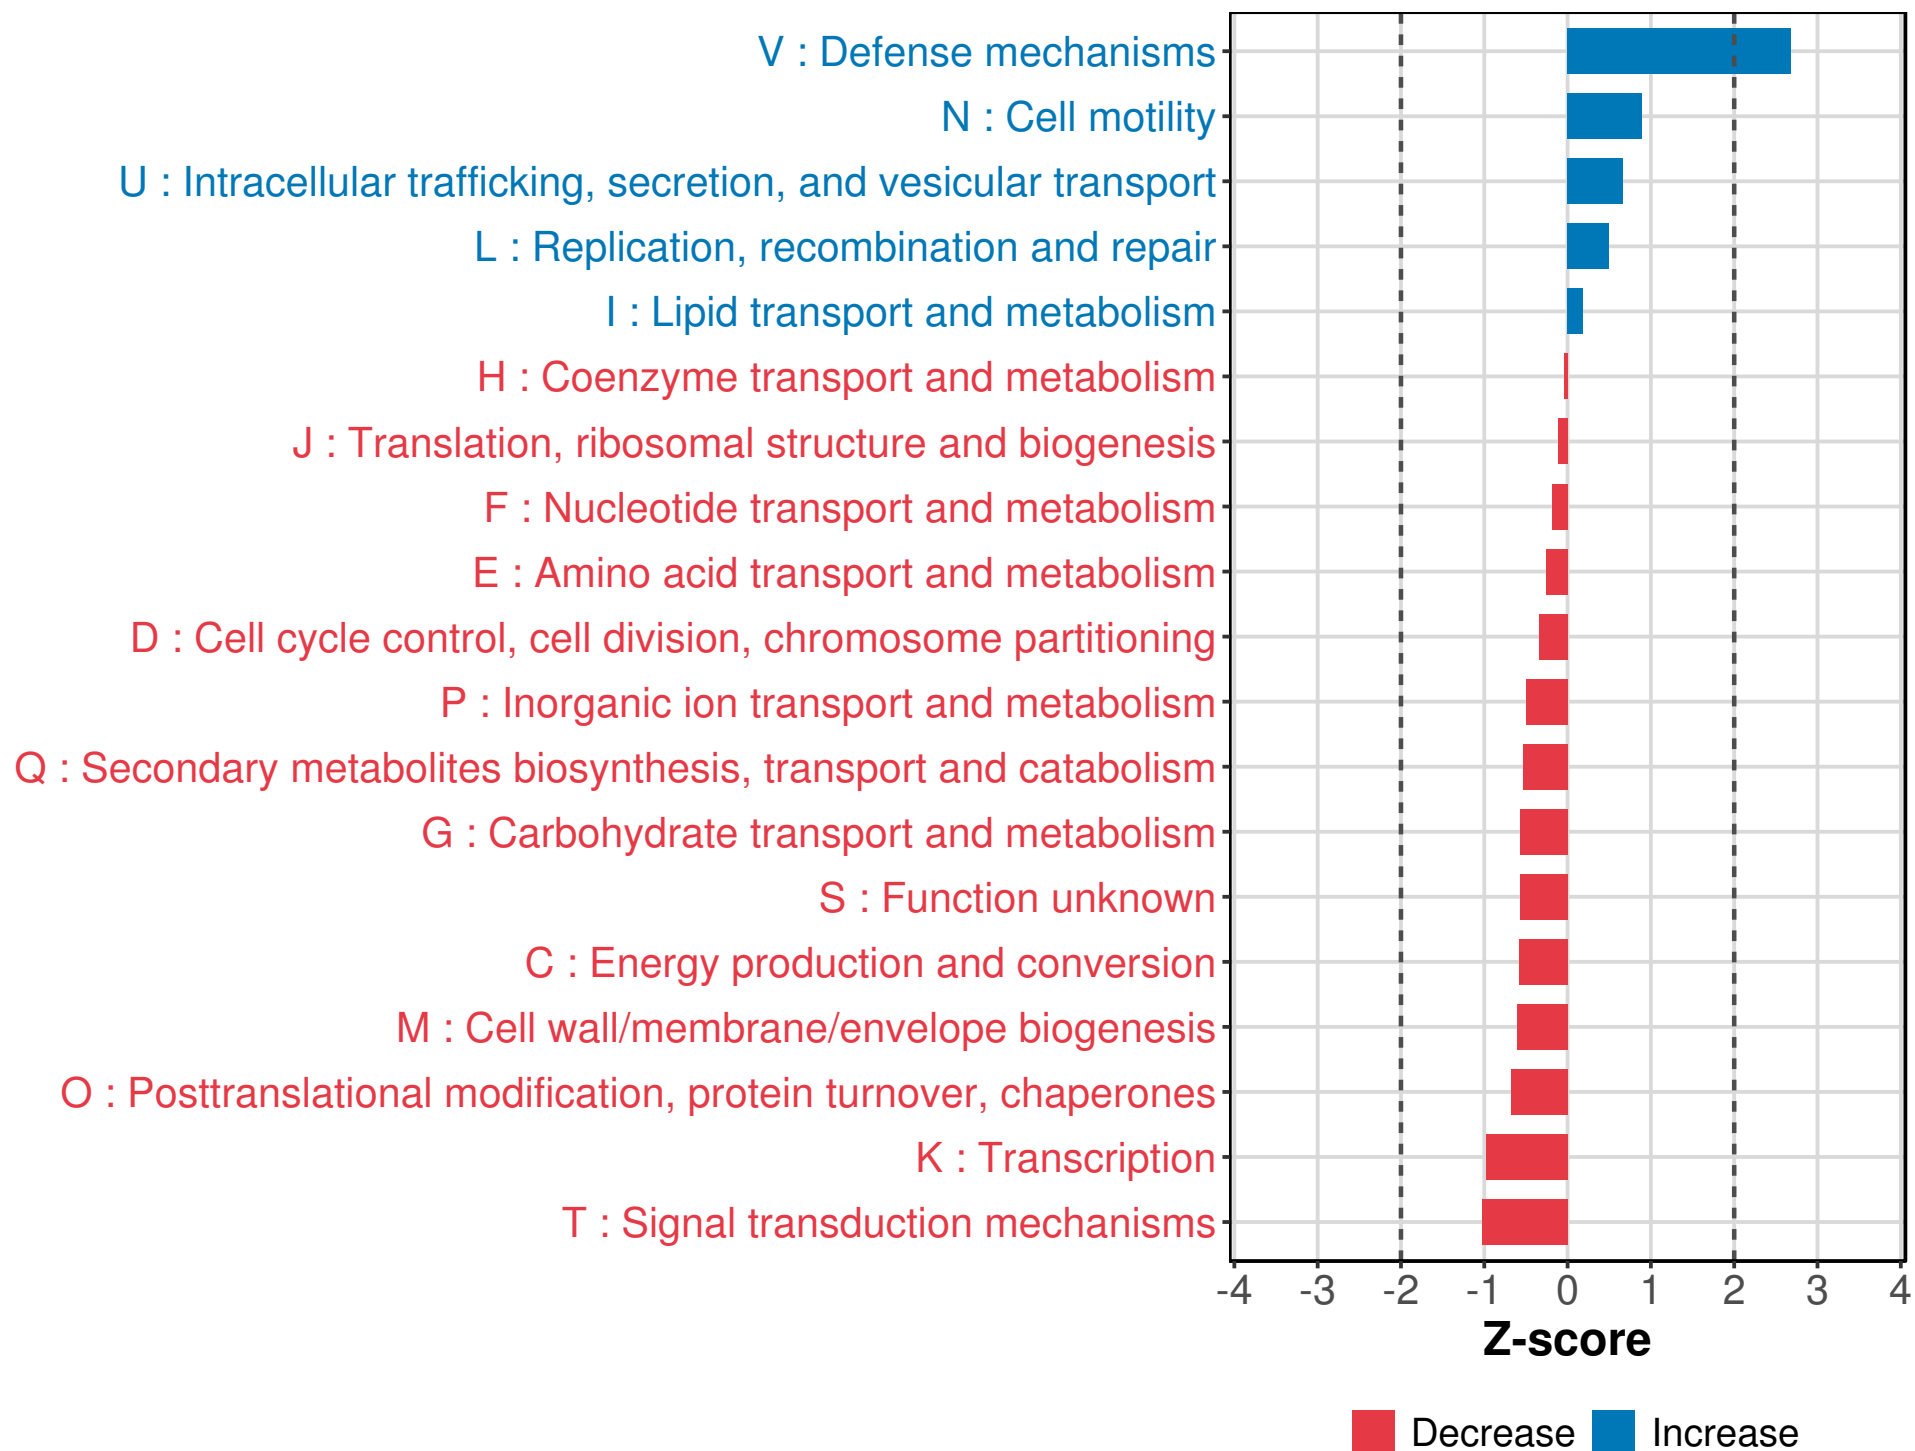 V : Defense mechanisms
N : Cell motility
U : Intracellular trafficking, secretion, and vesicular transport
L : Replication, recombination and repair
I : Lipid transport and metabolism
H : Coenzyme transport and metabolism
J : Translation, ribosomal structure and biogenesis
F : Nucleotide transport and metabolism
E : Amino acid transport and metabolism
D : Cell cycle control, cell division, chromosome partitioning
P : Inorganic ion transport and metabolism
Q : Secondary metabolites biosynthesis, transport and catabolism
G : Carbohydrate transport and metabolism
S : Function unknown
C : Energy production and conversion
M : Cell wall/membrane/envelope biogenesis
O : Posttranslational modification, protein turnover, chaperones
K : Transcription
T : Signal transduction mechanisms
-4 -3 -2 -1 0 1 2 3 4
Z-score
Decrease Increase